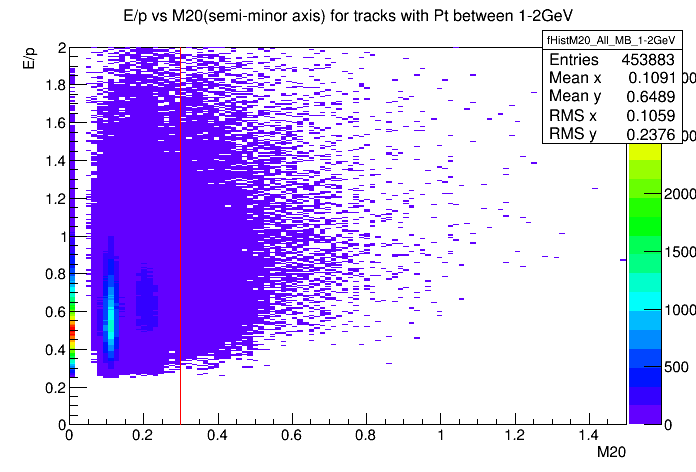 E/p vs M20(semi-minor axis) for tracks with Pt between 1-2GeV
fHistM20_All_MB_1-2GeV
Entries 453883
Mean x 0.1091
Mean y 0.6489
RMS x 0.1059
RMS y 0.2376
E/p
2
1.8
1.6
1.4
1.2
1
0.8
0.6
0.4
0.2
0
0 0.2 0.4 0.6 0.8 1 1.2 1.4
M20
2000
1500
1000
500
0